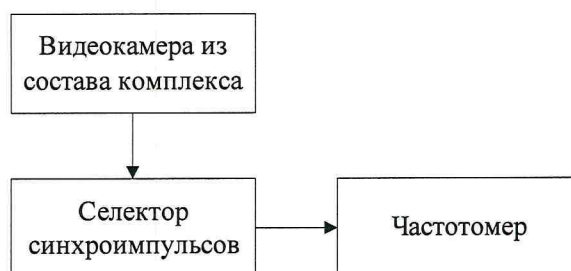 Видеокамера из
состава комплекса
Селектор
синхроимпульсов
Частотомер